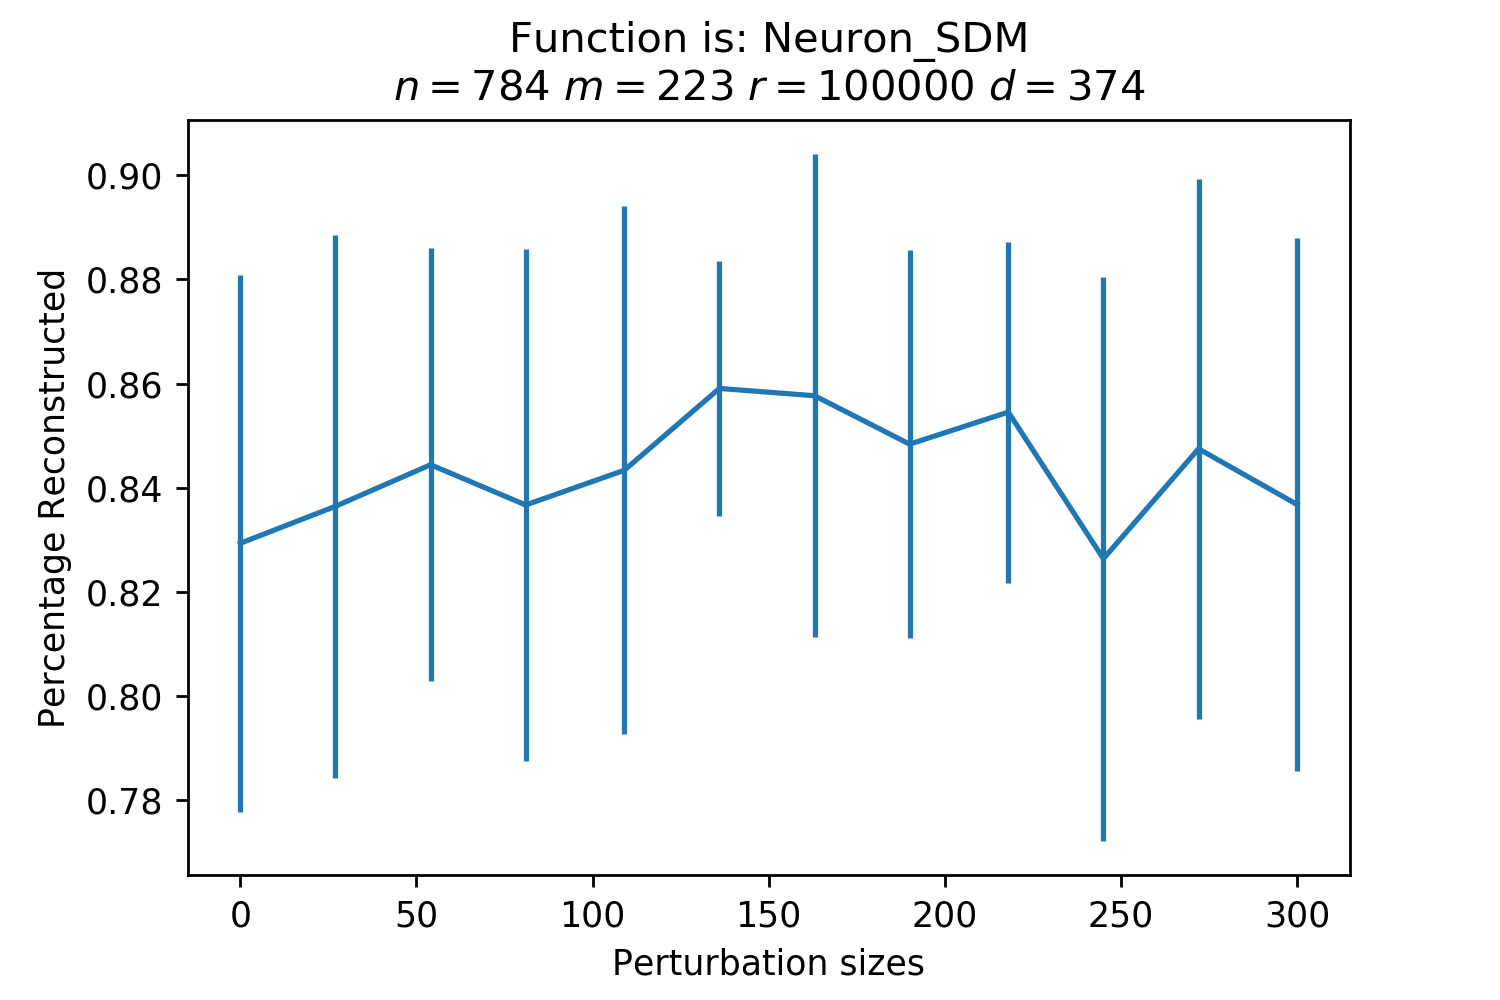 Function is: Neuron_SDM
n = 784 m = 223 r = 100000 d = 374
Percentage Reconstructed
0.90
0.88
0.86
0.84
0.82
0.80
0.78
0 50 100 150 200 250 300
Perturbation sizes